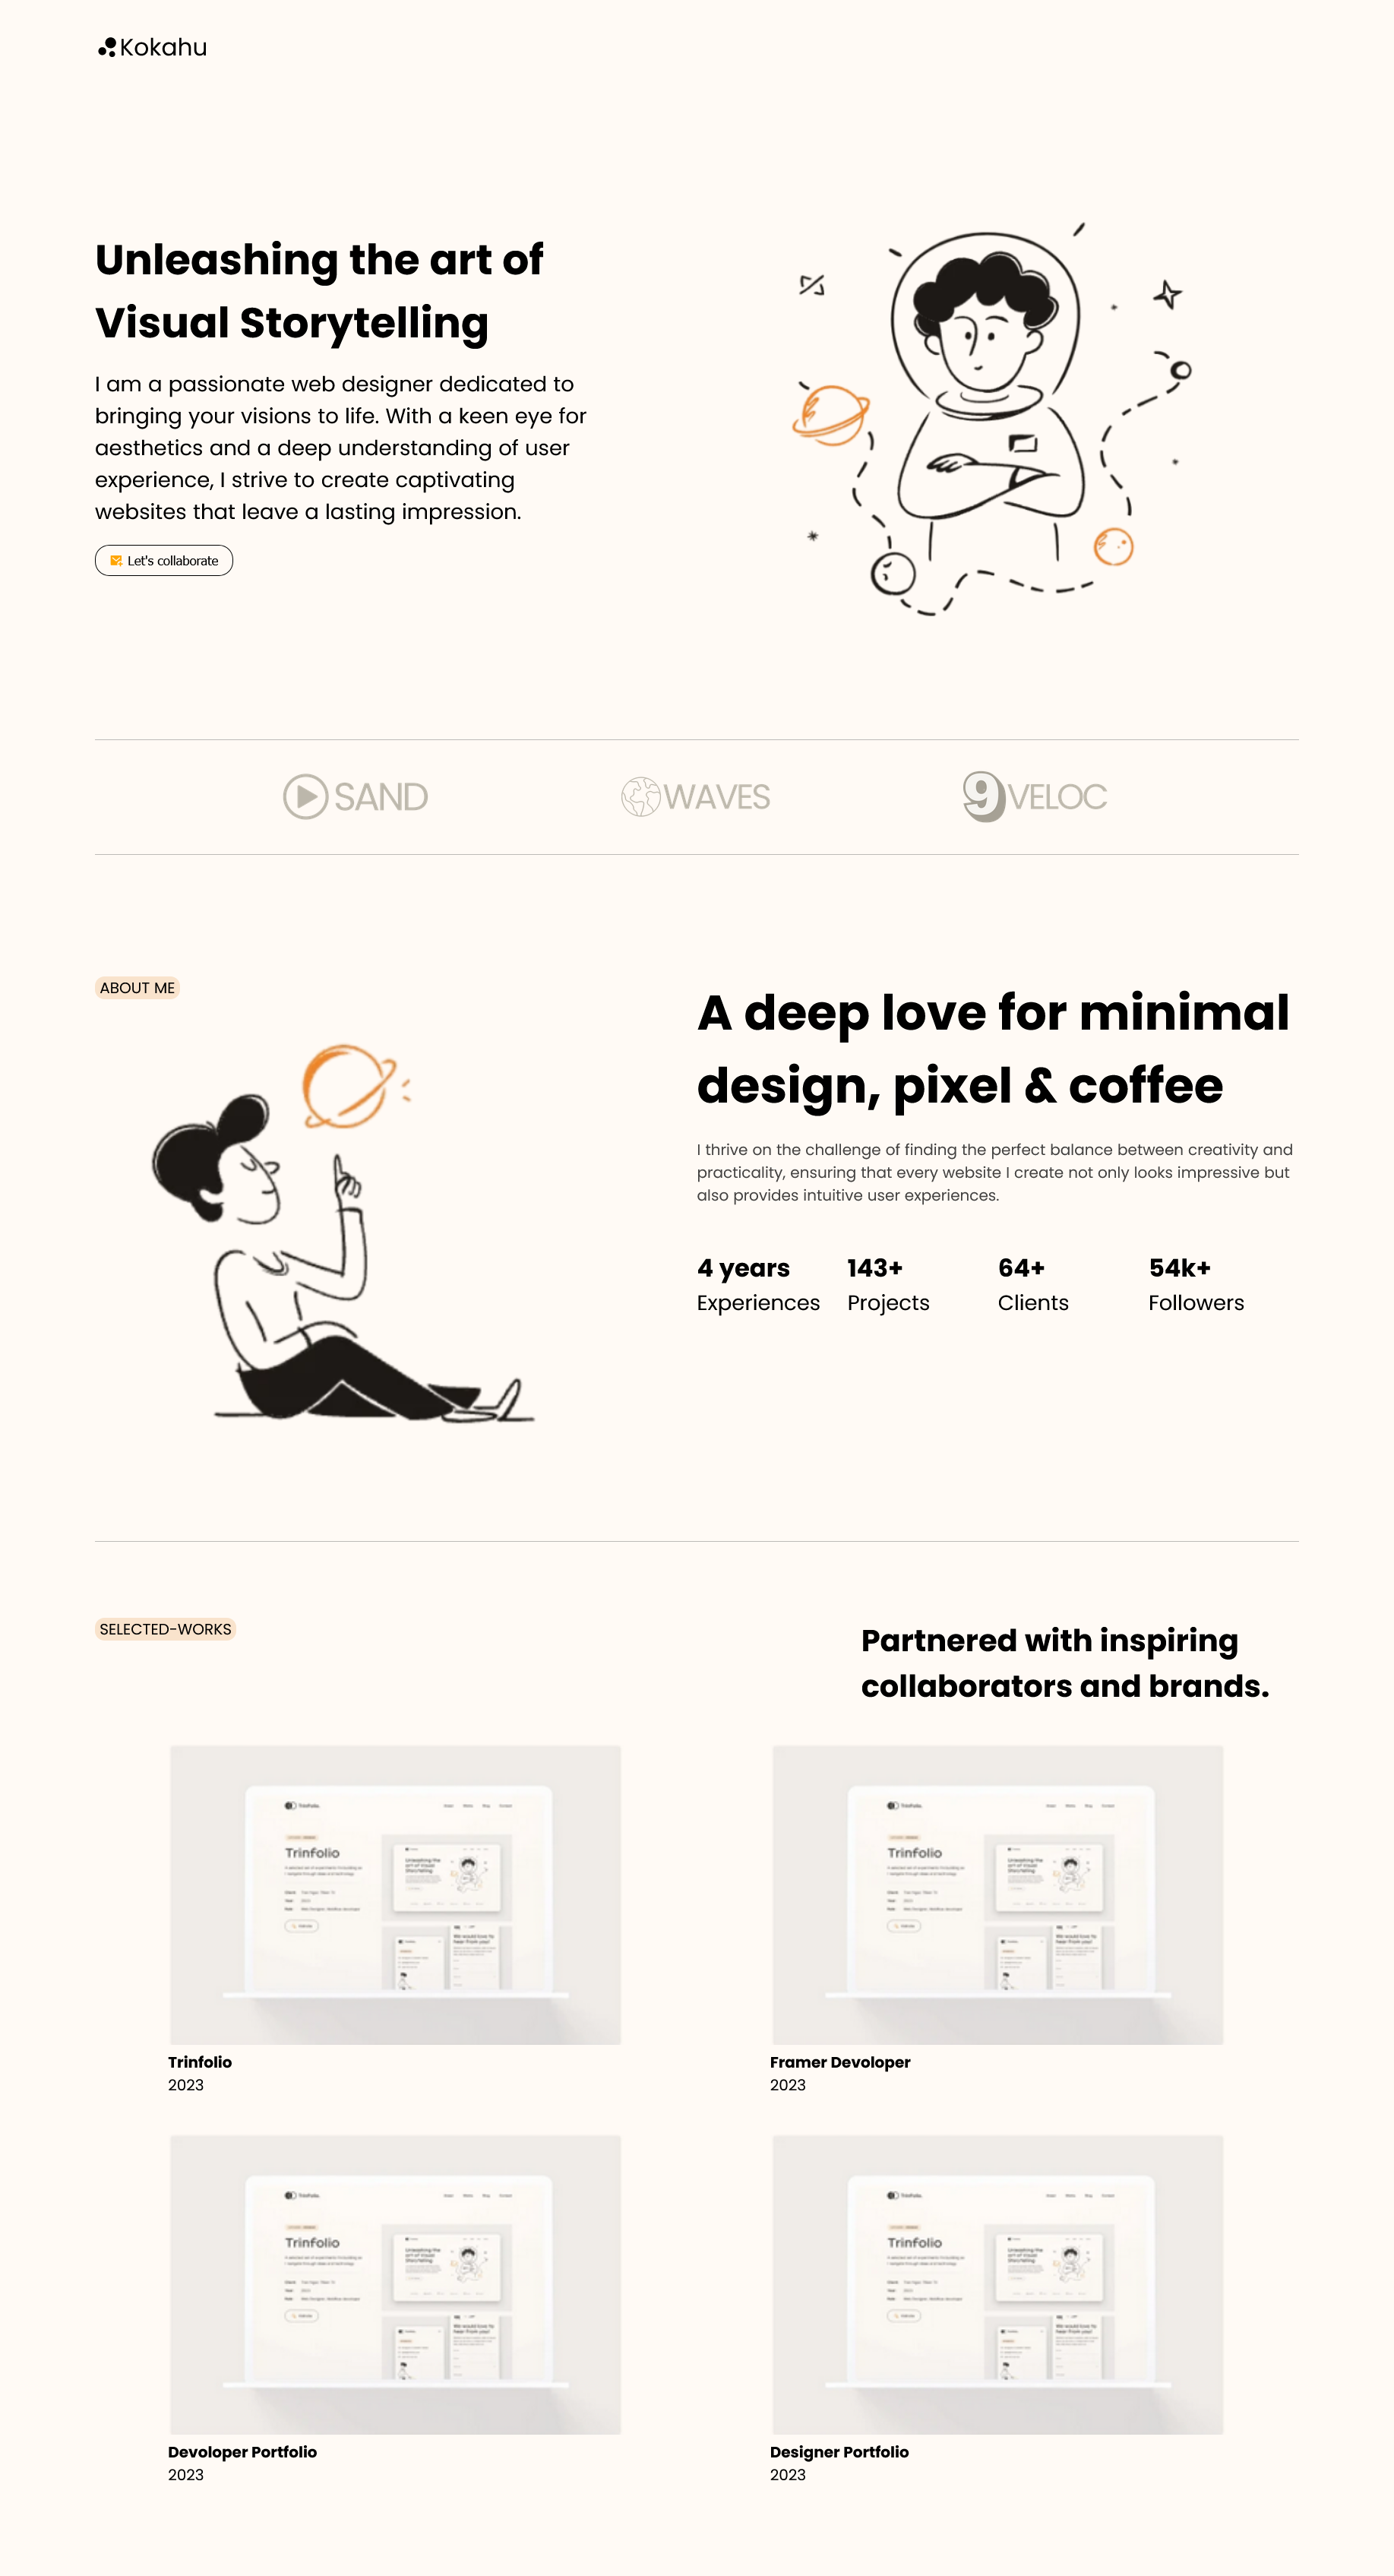 Kokahu
Unleashing the art of
Visual Storytelling
I am a passionate web designer dedicated to
bringing your visions to life. With a keen eye for
aesthetics and a deep understanding of user
experience, I strive to create captivating
websites that leave a lasting impression.
Let's collaborate
SAND
WAVES
9 VELOC
ABOUT ME
A deep love for minimal
design, pixel & coffee
I thrive on the challenge of finding the perfect balance between creativity and
practicality, ensuring that every website I create not only looks impressive but
also provides intuitive user experiences.
4 years
Experiences
143+
Projects
64+
Clients
54k+
Followers
SELECTED-WORKS
Partnered with inspiring
collaborators and brands.
Trinfolio
Trinfolio
2023
Trinfolio
Framer Devoloper
2023
Trinfolio
Devoloper Portfolio
2023
Trinfolio
Designer Portfolio
2023